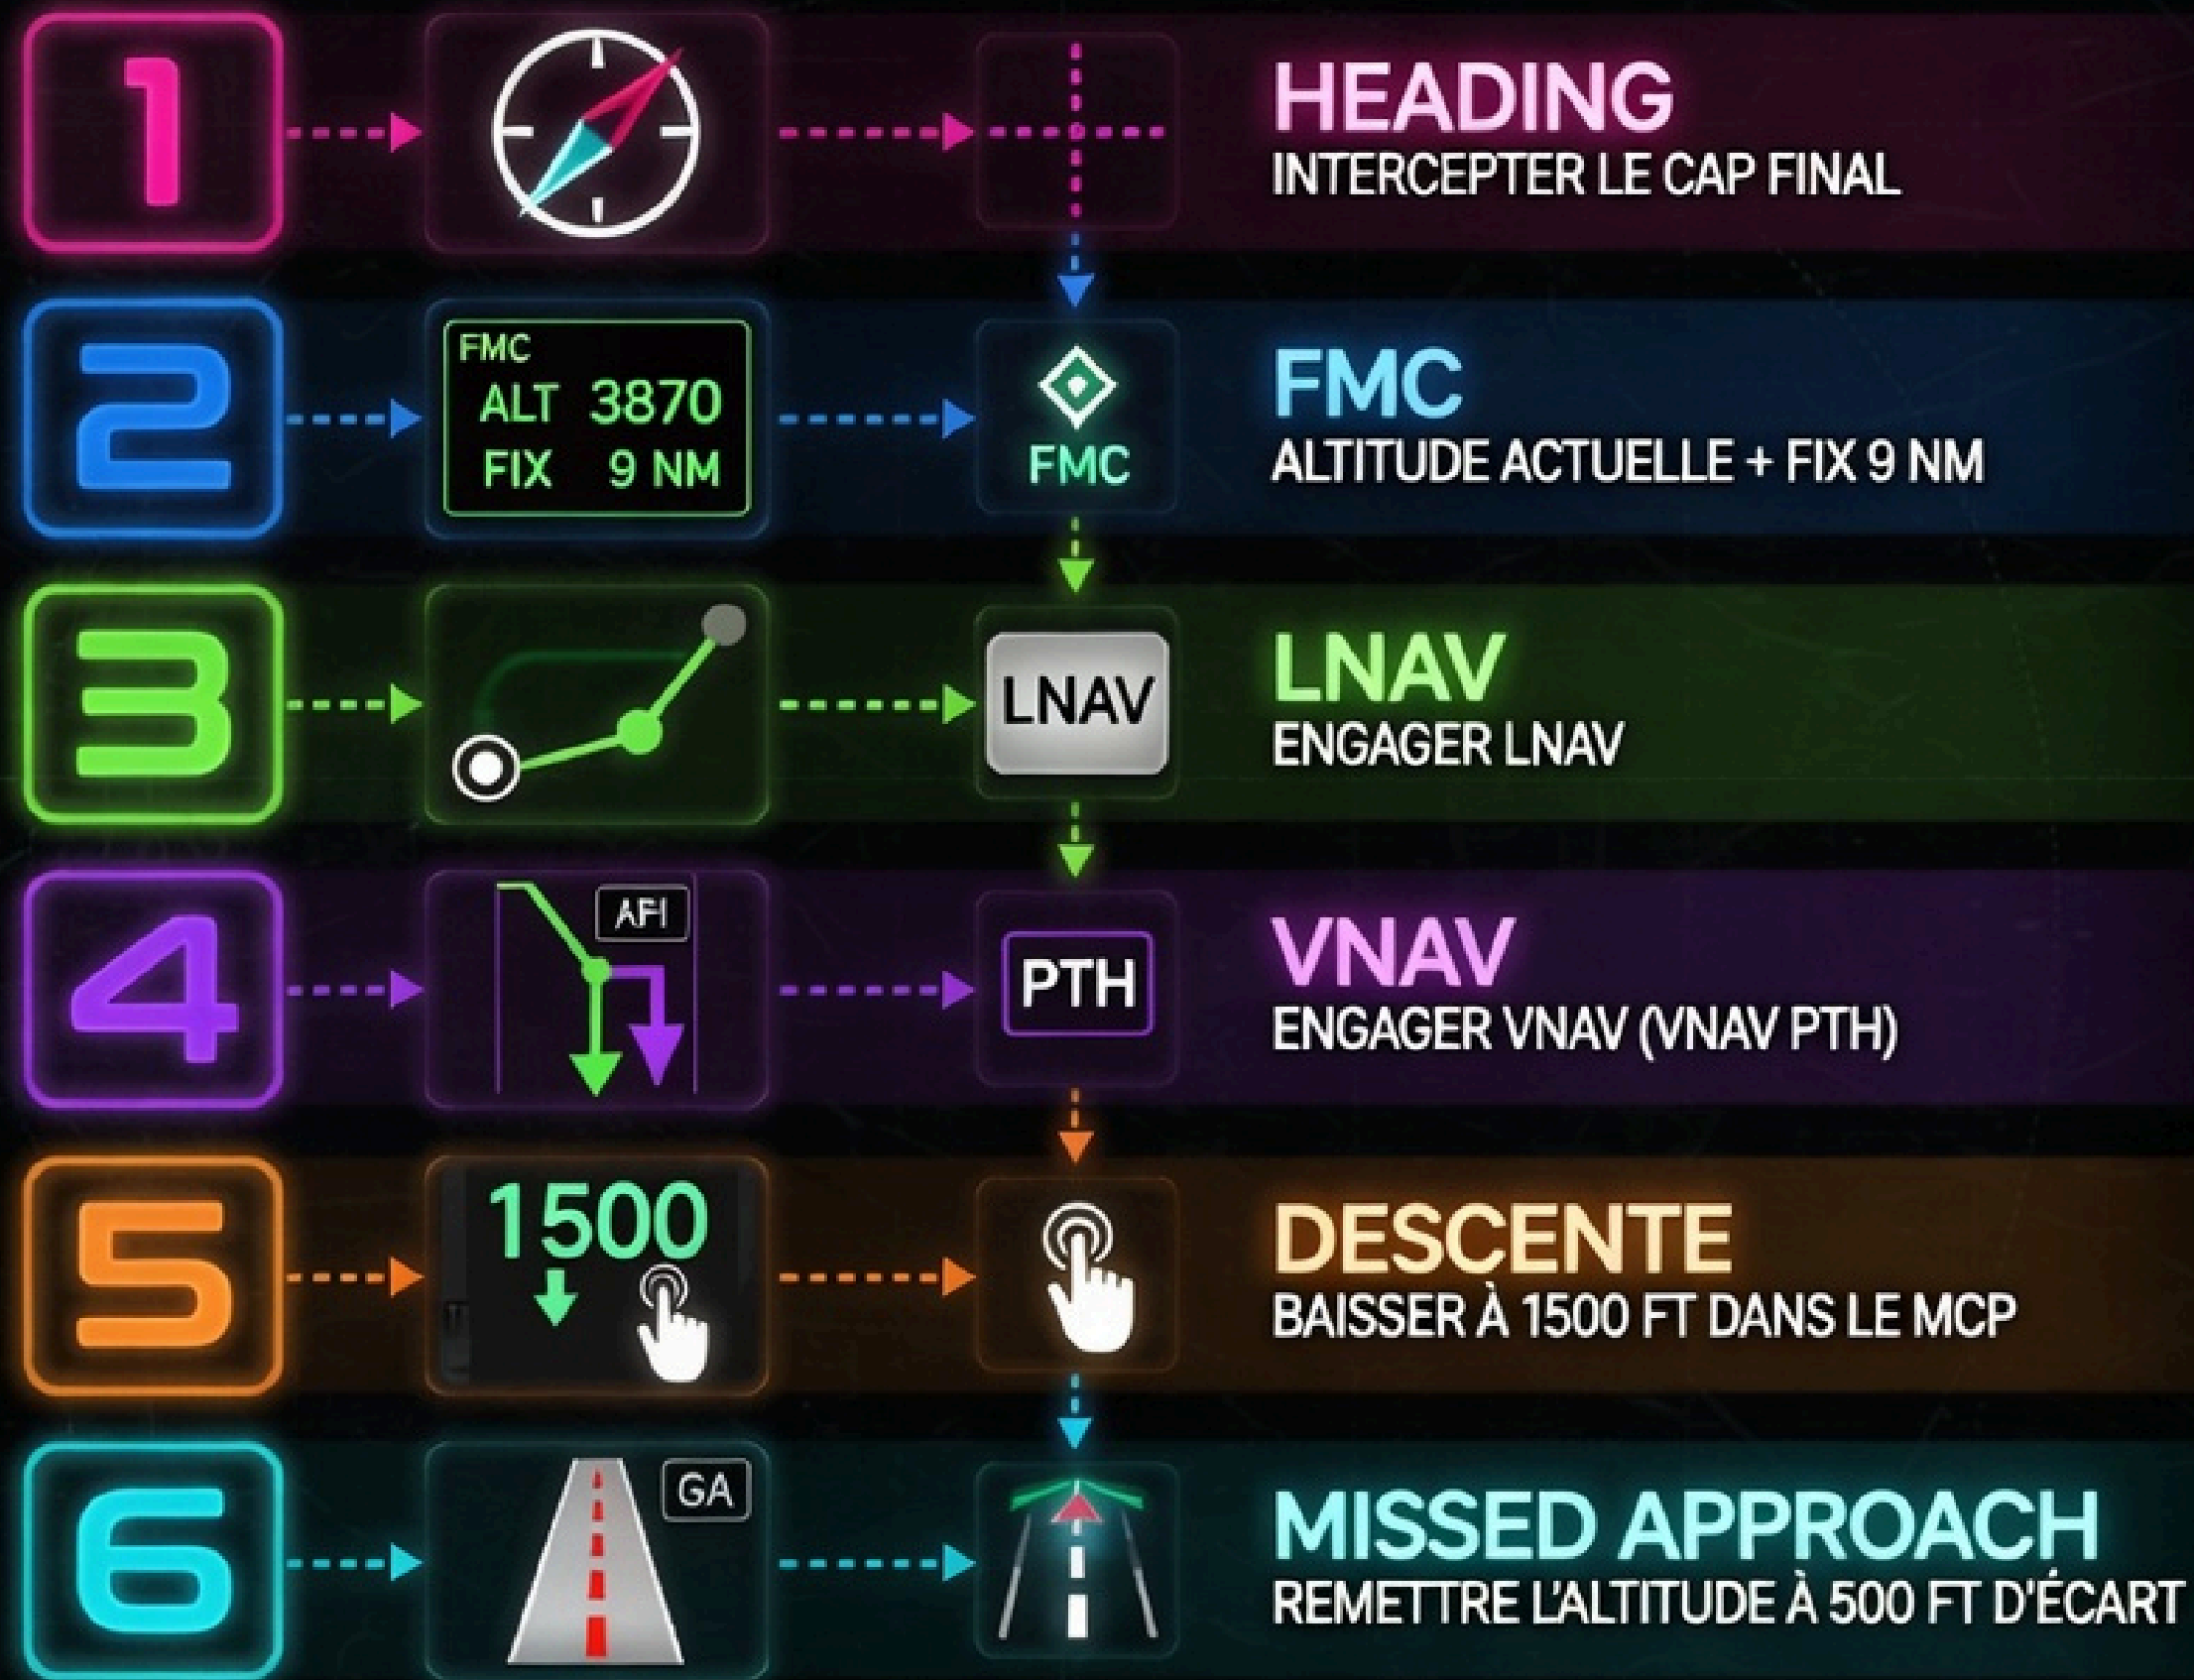 1
HEADING
INTERCEPTER LE CAP FINAL
2
FMC
ALT 3870
FIX 9 NM
FMC
FMC
ALTITUDE ACTUELLE + FIX 9 NM
3
LNAV
LNAV
ENGAGER LNAV
4
PTH
VNAV
ENGAGER VNAV (VNAV PTH)
5
1500
DESCENTE
BAISSER À 1500 FT DANS LE MCP
6
GA
MISSED APPROACH
REMETTRE L'ALTITUDE À 500 FT D'ÉCART